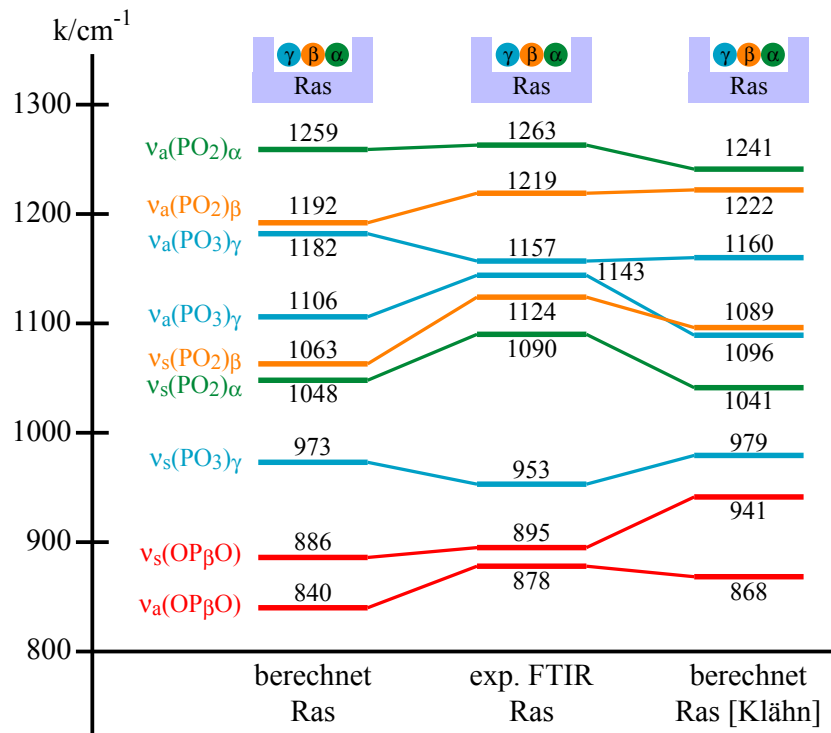 k/cm⁻¹
γ β α
Ras
γ β α
Ras
γ β α
Ras
1300
1200
1100
1000
900
800
νa(PO2)α
νa(PO2)β
νa(PO3)γ
νa(PO3)γ
νs(PO2)β
νs(PO2)α
νs(PO3)γ
νs(OPβO)
νa(OPβO)
1259
1192
1182
1106
1063
1048
973
886
840
1263
1219
1157
1143
1124
1090
953
895
878
1241
1222
1160
1089
1096
1041
979
941
868
berechnet
Ras
exp. FTIR
Ras
berechnet
Ras [Klähn]